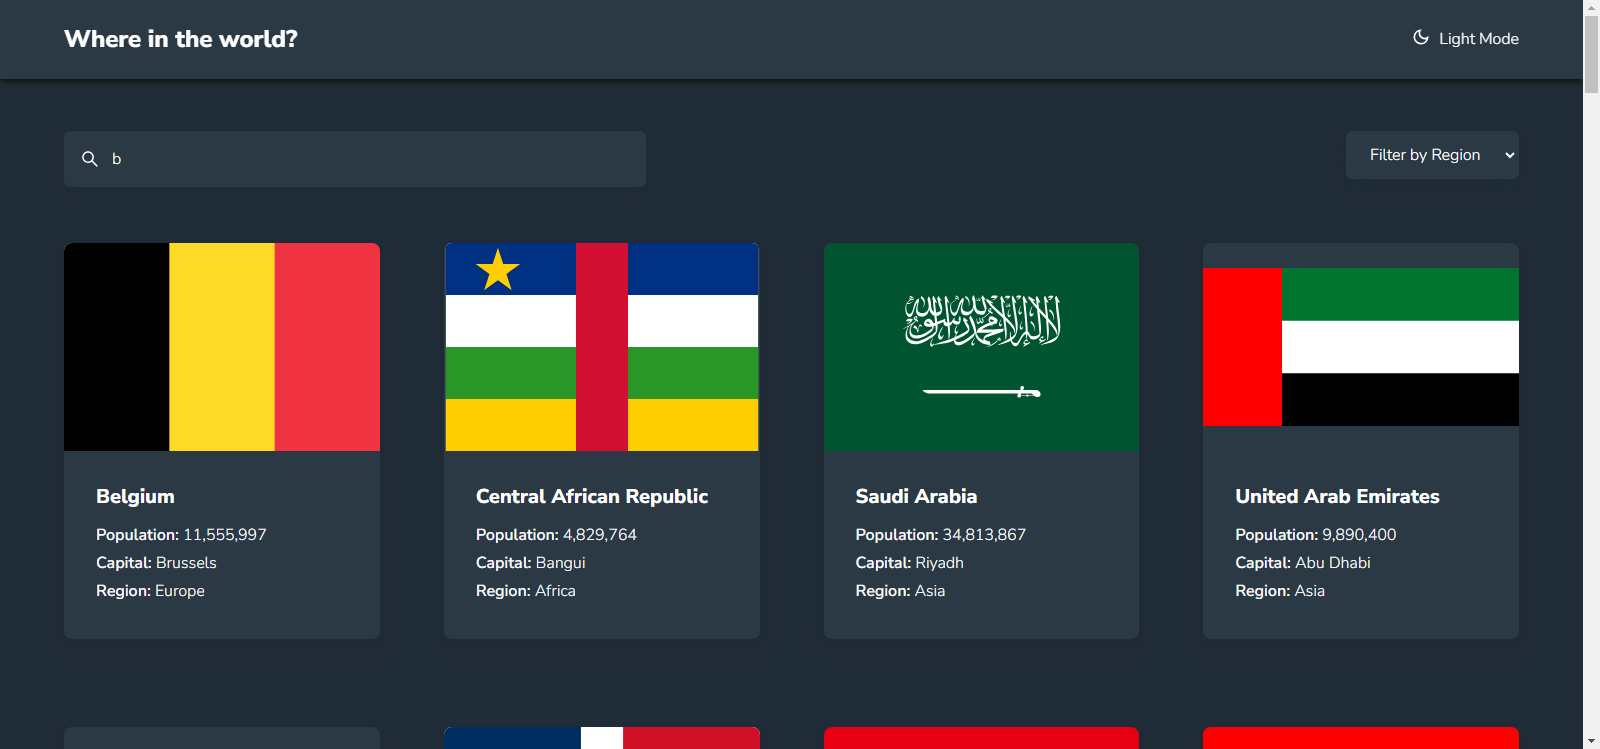 Where in the world?
Light Mode
b
Filter by Region
لا إله إلا الله محمد رسول الله
Belgium
Population: 11,555,997
Capital: Brussels
Region: Europe
Central African Republic
Population: 4,829,764
Capital: Bangui
Region: Africa
Saudi Arabia
Population: 34,813,867
Capital: Riyadh
Region: Asia
United Arab Emirates
Population: 9,890,400
Capital: Abu Dhabi
Region: Asia